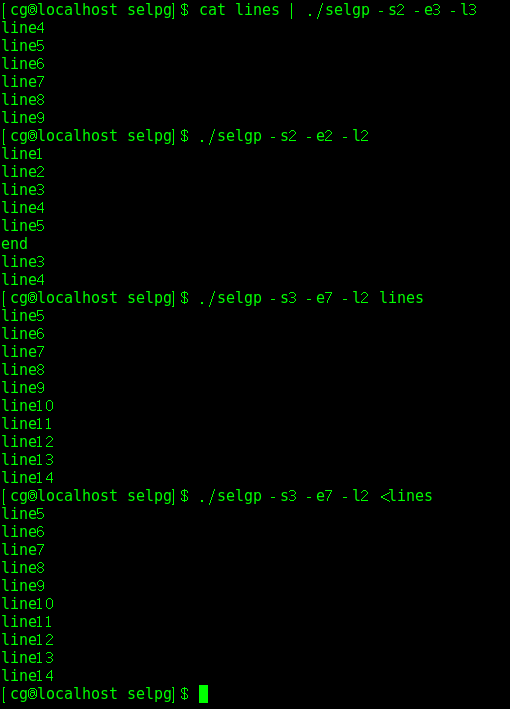 [cg@localhost selpg]$ cat lines | ./selgp -s2 -e3 -l3
line4
line5
line6
line7
line8
line9
[cg@localhost selpg]$ ./selgp -s2 -e2 -l2
line1
line2
line3
line4
line5
end
line3
line4
[cg@localhost selpg]$ ./selgp -s3 -e7 -l2 lines
line5
line6
line7
line8
line9
line10
line11
line12
line13
line14
[cg@localhost selpg]$ ./selgp -s3 -e7 -l2 <lines
line5
line6
line7
line8
line9
line10
line11
line12
line13
line14
[cg@localhost selpg]$